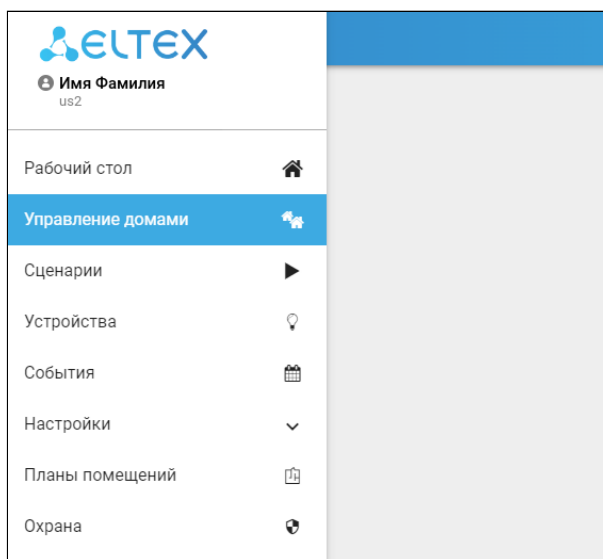 ELTEX
Имя Фамилия
us2
Рабочий стол
Управление домами
Сценарии
Устройства
События
Настройки
Планы помещений
Охрана